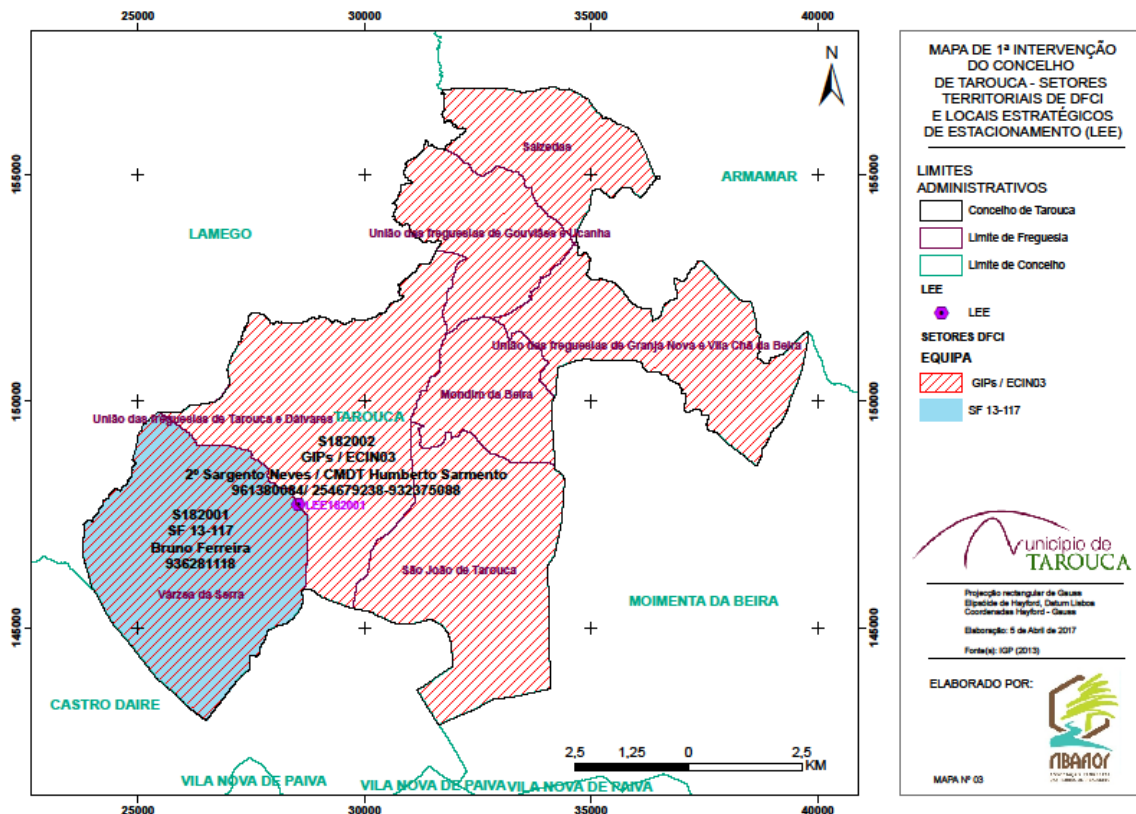 25000 30000 35000 40000
N
155000 155000
Salzedas
ARMAMAR
LAMEGO
União das freguesias de Gouviães e Ucanha
União das freguesias de Granja Nova e Vila Chã da Beira
Mondim da Beira
150000 150000
União das freguesias de Tarouca e Dálvares
TAROUCA
S182002
GIPs / ECIN03
2º Sargento Neves / CMDT Humberto Sarmento
961380084/ 254679238-932375088
LEE182001
S182001
SF 13-117
Bruno Ferreira
936281118
Várzea da Serra
São João de Tarouca
MOIMENTA DA BEIRA
145000 145000
CASTRO DAIRE
2,5 1,25 0 2,5
KM
VILA NOVA DE PAIVA
VILA NOVA DE PAIVA
VILA NOVA DE PAIVA
25000 30000 35000 40000
MAPA DE 1ª INTERVENÇÃO
DO CONCELHO
DE TAROUCA - SETORES
TERRITORIAIS DE DFCI
E LOCAIS ESTRATÉGICOS
DE ESTACIONAMENTO (LEE)
LIMITES
ADMINISTRATIVOS
Concelho de Tarouca
Limite de Freguesia
Limite de Concelho
LEE
LEE
SETORES DFCI
EQUIPA
GIPs / ECIN03
SF 13-117
Município de
TAROUCA
Projecção rectangular de Gauss
Elipsóide de Hayford, Datum Lisboa
Coordenadas Hayford - Gauss
Elaboração: 5 de Abril de 2017
Fonte(s): IGP (2013)
ELABORADO POR:
RIBAFLOR
MAPA Nº 03